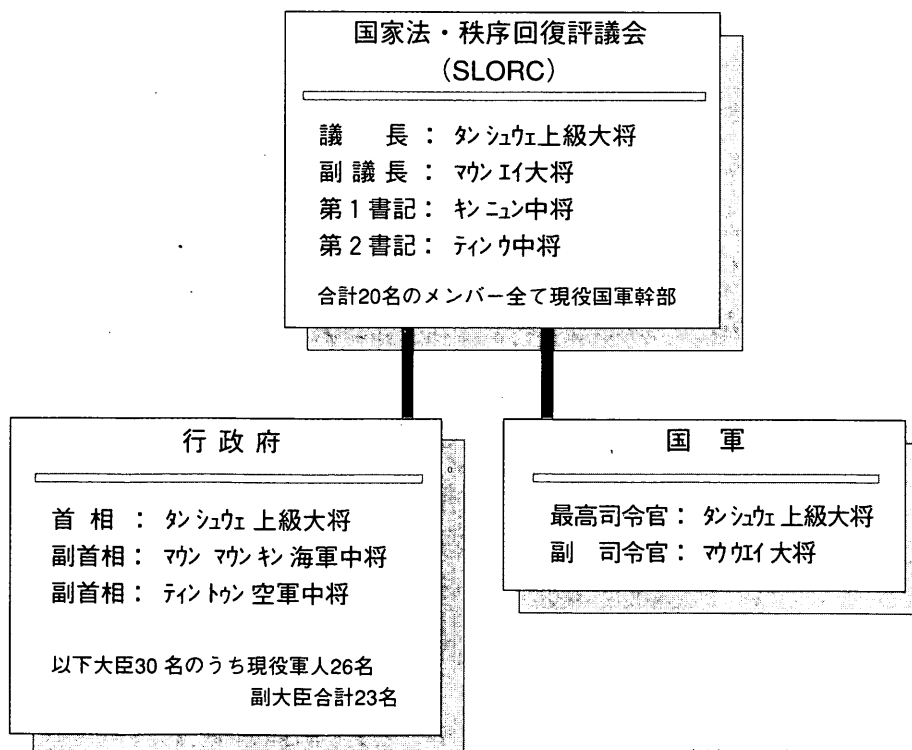 国家法・秩序回復評議会
(SLORC)
議　長： ﾀﾝ ｼｭｳｪ上級大将
副 議 長： ﾏｳﾝ ｴｲ大将
第１書記： ｷﾝ ﾆｭﾝ中将
第２書記： ﾃｨﾝ ｳ中将
合計20名のメンバー全て現役国軍幹部
行 政 府
首 相 ： ﾀﾝ ｼｭｳｪ 上級大将
副首相： ﾏｳﾝ ﾏｳﾝ ｷﾝ 海軍中将
副首相： ﾃｨﾝ ﾄｩﾝ 空軍中将
以下大臣30 名のうち現役軍人26名
副大臣合計23名
国　軍
最高司令官： ﾀﾝ ｼｭｳｪ 上級大将
副　司令官： ﾏｳ ｳｴｲ 大将